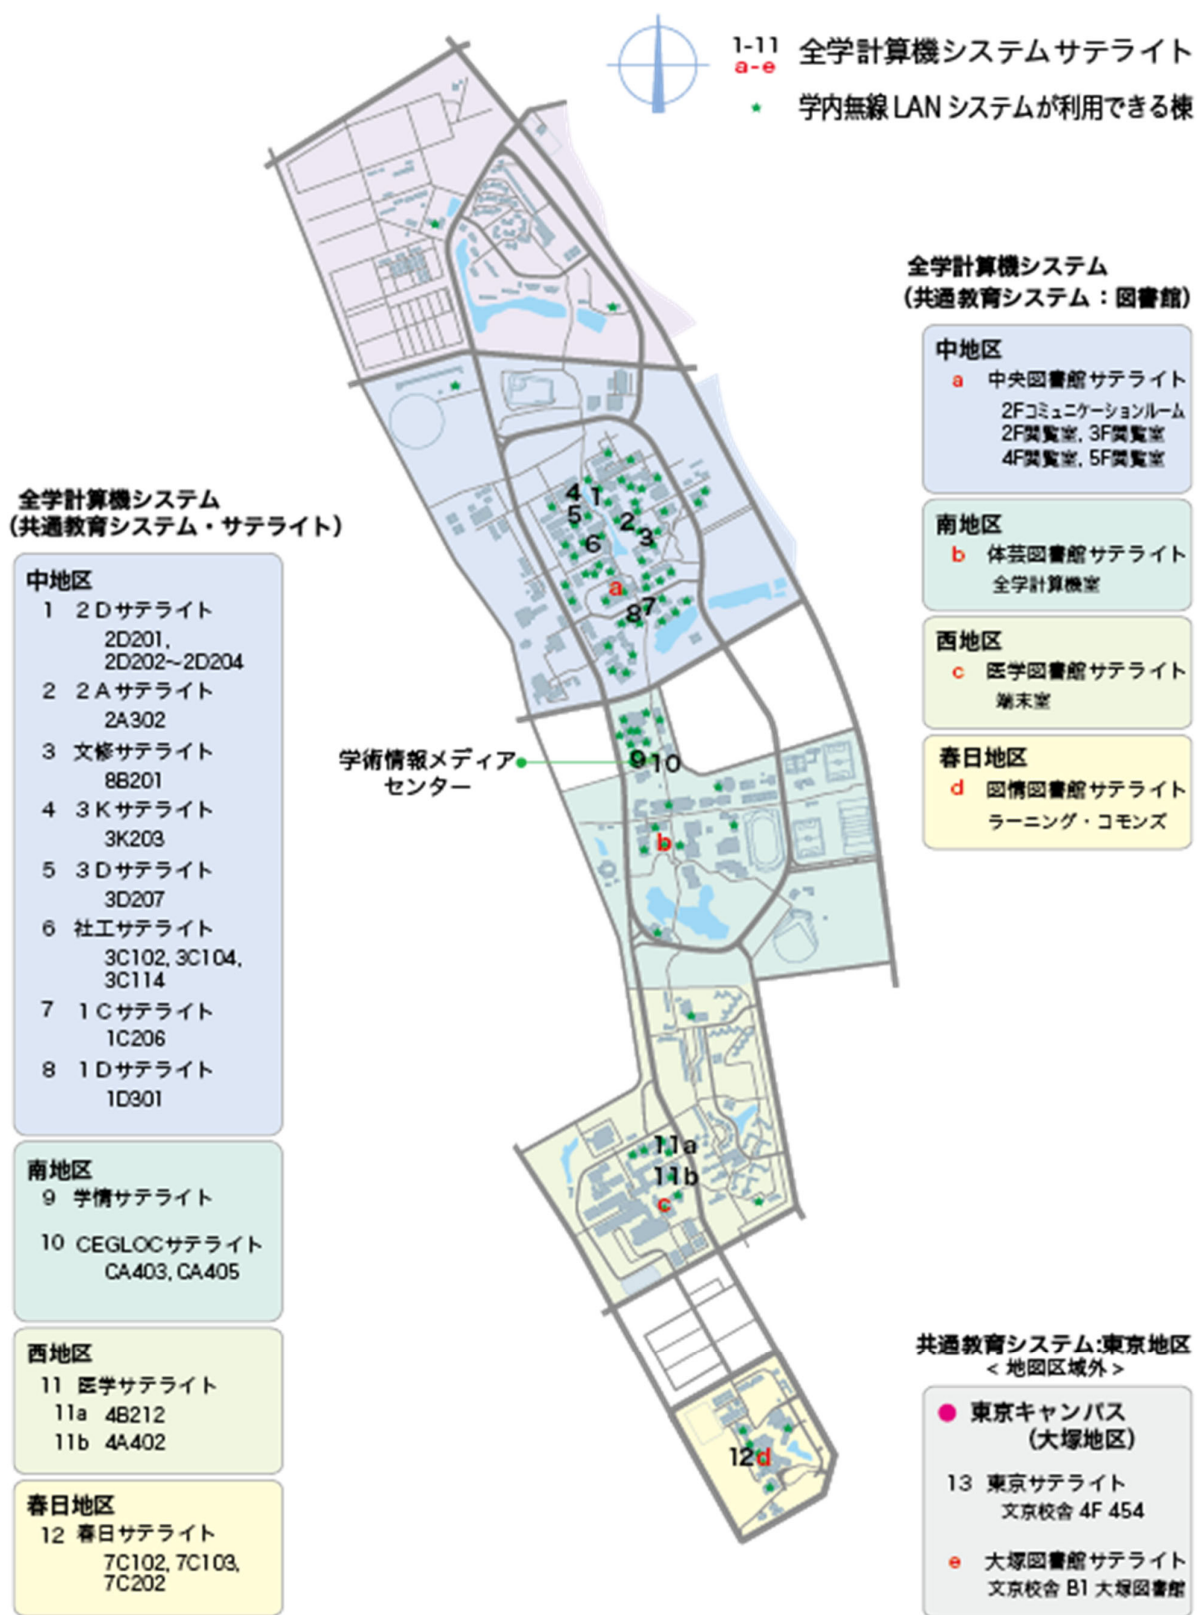 1-11
a-e
全学計算機システムサテライト
学内無線 LAN システムが利用できる棟
全学計算機システム
(共通教育システム：図書館)
中地区
a 中央図書館サテライト
2Fコミュニケーションルーム
2F閲覧室, 3F閲覧室
4F閲覧室, 5F閲覧室
南地区
b 体芸図書館サテライト
全学計算機室
西地区
c 医学図書館サテライト
端末室
春日地区
d 図情図書館サテライト
ラーニング・コモンズ
全学計算機システム
(共通教育システム・サテライト)
中地区
1 2Dサテライト
2D201,
2D202～2D204
2 2Aサテライト
2A302
3 文修サテライト
8B201
4 3Kサテライト
3K203
5 3Dサテライト
3D207
6 社工サテライト
3C102, 3C104,
3C114
7 1Cサテライト
1C206
8 1Dサテライト
1D301
南地区
9 学情サテライト
10 CEGLOCサテライト
CA403, CA405
西地区
11 医学サテライト
11a 4B212
11b 4A402
春日地区
12 春日サテライト
7C102, 7C103,
7C202
4 1
5 2
6 3
a
8 7
学術情報メディア
センター
9 10
b
11a
11b
c
12 d
共通教育システム:東京地区
< 地図区域外 >
東京キャンパス
(大塚地区)
13 東京サテライト
文京校舎 4F 454
e 大塚図書館サテライト
文京校舎 B1 大塚図書館